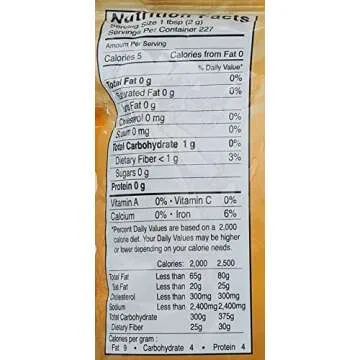 Nutrition Facts
Serving Size 1 tbsp (2 g)
Servings Per Container 227
Amount Per Serving
Calories 5 Calories from Fat 0
% Daily Value*
Total Fat 0 g 0%
Saturated Fat 0 g 0%
Fat 0 g
Cholesterol 0 mg 0%
Sodium 0 mg 0%
Total Carbohydrate 1 g 0%
Dietary Fiber < 1 g 3%
Sugars 0 g
Protein 0 g
Vitamin A 0% • Vitamin C 0%
Calcium 0% • Iron 6%
*Percent Daily Values are based on a 2,000
calorie diet. Your Daily Values may be higher
or lower depending on your calorie needs.
Calories: 2,000 2,500
Total Fat Less than 65g 80g
Sat Fat Less than 20g 25g
Cholesterol Less than 300mg 300mg
Sodium Less than 2,400mg 2,400mg
Total Carbohydrate 300g 375g
Dietary Fiber 25g 30g
Calories per gram:
Fat 9 • Carbohydrate 4 • Protein 4